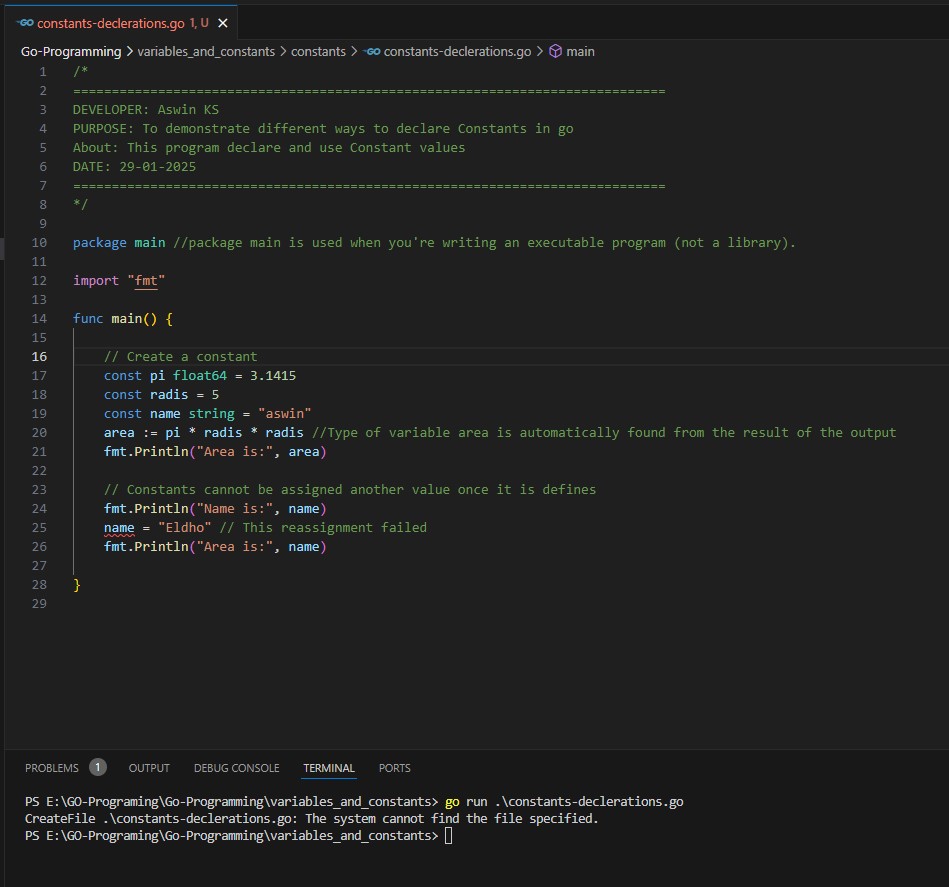 GO constants-declerations.go 1, U ×
Go-Programming > variables_and_constants > constants > GO constants-declerations.go > main
1 /*
2 =============================================================================
3 DEVELOPER: Aswin KS
4 PURPOSE: To demonstrate different ways to declare Constants in go
5 About: This program declare and use Constant values
6 DATE: 29-01-2025
7 =============================================================================
8 */
9
10 package main //package main is used when you're writing an executable program (not a library).
11
12 import "fmt"
13
14 func main() {
15
16     // Create a constant
17     const pi float64 = 3.1415
18     const radis = 5
19     const name string = "aswin"
20     area := pi * radis * radis //Type of variable area is automatically found from the result of the output
21     fmt.Println("Area is:", area)
22
23     // Constants cannot be assigned another value once it is defines
24     fmt.Println("Name is:", name)
25     name = "Eldho" // This reassignment failed
26     fmt.Println("Area is:", name)
27
28 }
29
PROBLEMS 1 OUTPUT DEBUG CONSOLE TERMINAL PORTS
PS E:\GO-Programing\Go-Programming\variables_and_constants> go run .\constants-declerations.go
CreateFile .\constants-declerations.go: The system cannot find the file specified.
PS E:\GO-Programing\Go-Programming\variables_and_constants>